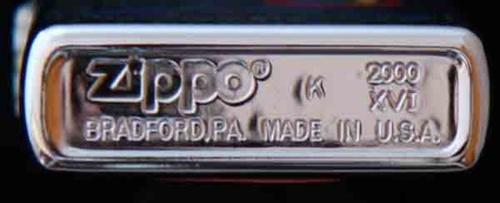 Zippo® K 2000
XVI
BRADFORD, PA. MADE IN U.S.A.